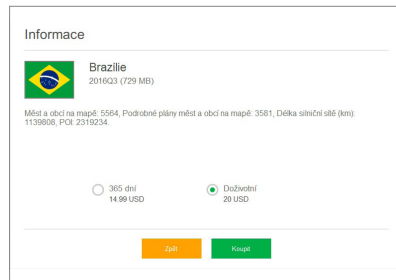 Informace
Brazílie
2016Q3 (729 MB)
Měst a obcí na mapě: 5564, Podrobné plány měst a obcí na mapě: 3581, Délka silniční sítě (km):
1139808, POI: 2319234.
365 dní
14.99 USD
Doživotní
20 USD
Zpět
Koupit